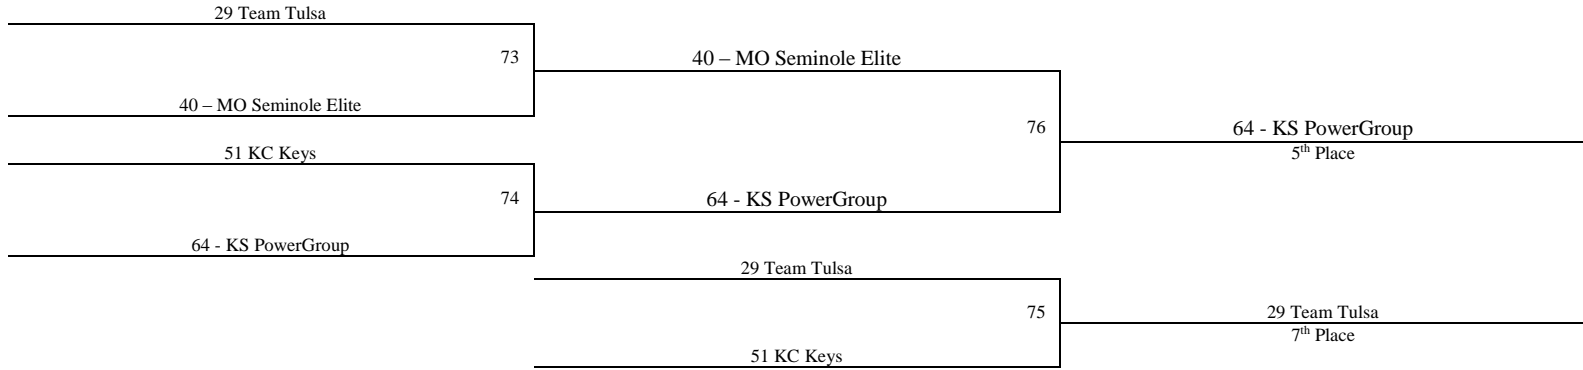 29 Team Tulsa
73
40 – MO Seminole Elite
40 – MO Seminole Elite
76
64 - KS PowerGroup
5th Place
51 KC Keys
74
64 - KS PowerGroup
64 - KS PowerGroup
29 Team Tulsa
75
29 Team Tulsa
7th Place
51 KC Keys